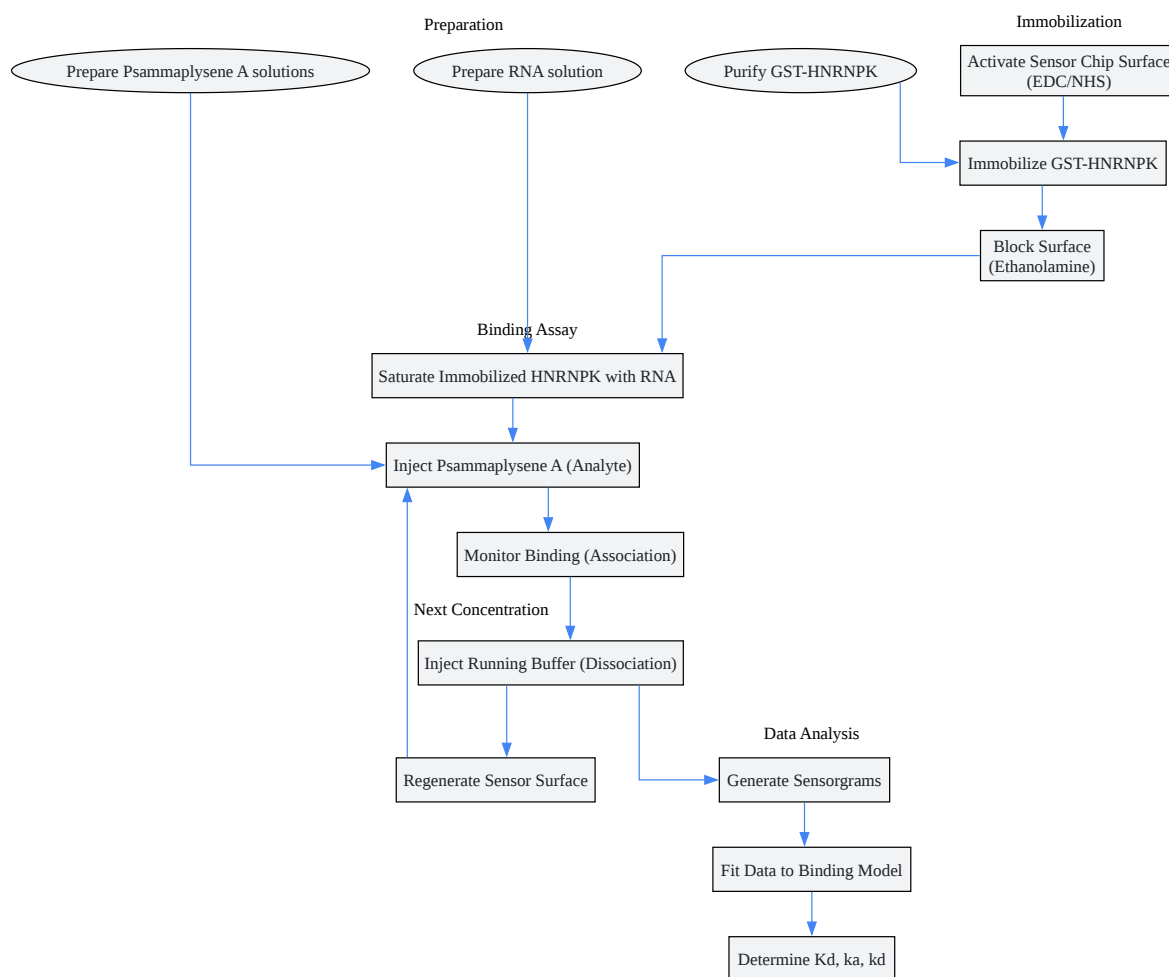 Preparation
Immobilization
Prepare Psammaplysene A solutions
Prepare RNA solution
Purify GST-HNRNPK
Activate Sensor Chip Surface
(EDC/NHS)
Immobilize GST-HNRNPK
Block Surface
(Ethanolamine)
Binding Assay
Saturate Immobilized HNRNPK with RNA
Inject Psammaplysene A (Analyte)
Monitor Binding (Association)
Next Concentration
Inject Running Buffer (Dissociation)
Data Analysis
Regenerate Sensor Surface
Generate Sensorgrams
Fit Data to Binding Model
Determine Kd, ka, kd